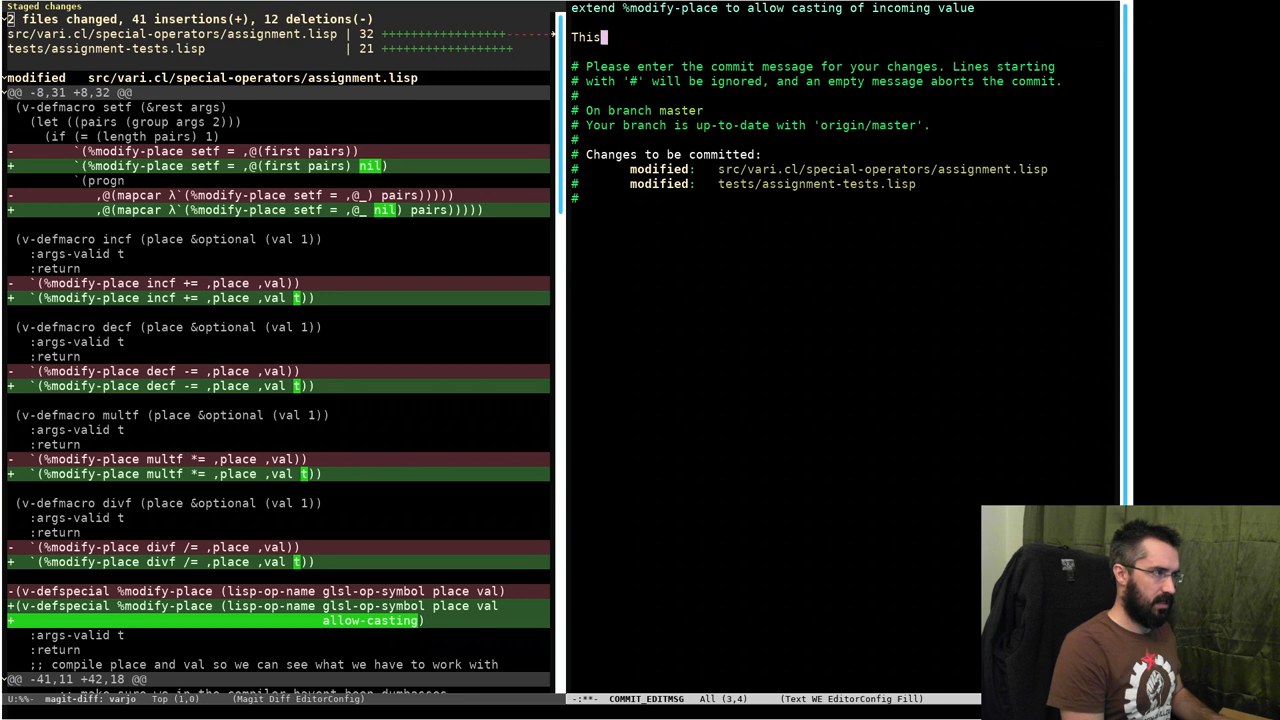 Staged changes
2 files changed, 41 insertions(+), 12 deletions(-)
src/vari.cl/special-operators/assignment.lisp | 32 +++++++++++++++++------
tests/assignment-tests.lisp | 21 ++++++++++++++++++
modified src/vari.cl/special-operators/assignment.lisp
@@ -8,31 +8,32 @@
(v-defmacro setf (&rest args)
(let ((pairs (group args 2)))
(if (= (length pairs) 1)
- `(%modify-place setf = ,@(first pairs))
+ `(%modify-place setf = ,@(first pairs) nil)
`(progn
- ,@(mapcar λ`(%modify-place setf = ,@_) pairs)))))
+ ,@(mapcar λ`(%modify-place setf = ,@_ nil) pairs)))))
(v-defmacro incf (place &optional (val 1))
:args-valid t
:return
- `(%modify-place incf += ,place ,val))
+ `(%modify-place incf += ,place ,val t))
(v-defmacro decf (place &optional (val 1))
:args-valid t
:return
- `(%modify-place decf -= ,place ,val))
+ `(%modify-place decf -= ,place ,val t))
(v-defmacro multf (place &optional (val 1))
:args-valid t
:return
- `(%modify-place multf *= ,place ,val))
+ `(%modify-place multf *= ,place ,val t))
(v-defmacro divf (place &optional (val 1))
:args-valid t
:return
- `(%modify-place divf /= ,place ,val))
+ `(%modify-place divf /= ,place ,val t))
-(v-defspecial %modify-place (lisp-op-name glsl-op-symbol place val)
+(v-defspecial %modify-place (lisp-op-name glsl-op-symbol place val
+ allow-casting)
:args-valid t
:return
;; compile place and val so we can see what we have to work with
@@ -41,11 +42,18 @@
U:%%- magit-diff: varjo Top (1,0) (Magit Diff EditorConfig)
extend %modify-place to allow casting of incoming value
This
# Please enter the commit message for your changes. Lines starting
# with '#' will be ignored, and an empty message aborts the commit.
#
# On branch master
# Your branch is up-to-date with 'origin/master'.
#
# Changes to be committed:
# modified: src/vari.cl/special-operators/assignment.lisp
# modified: tests/assignment-tests.lisp
#
-:**- COMMIT_EDITMSG All (3,4) (Text WE EditorConfig Fill)